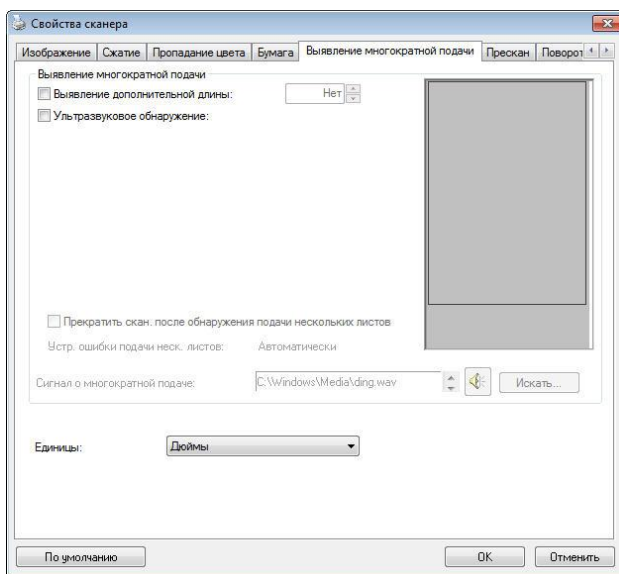 Свойства сканера
Изображение Сжатие Пропадание цвета Бумага Выявление многократной подачи Прескан Поворот
Выявление многократной подачи
Выявление дополнительной длины: Нет
Ультразвуковое обнаружение:
Прекратить скан. после обнаружения подачи нескольких листов
Устр. ошибки подачи неск. листов: Автоматически
Сигнал о многократной подаче: C:\Windows\Media\ding.wav Искать...
Единицы: Дюймы
По умолчанию OK Отменить